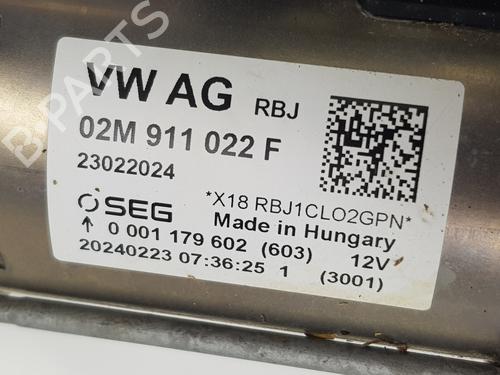 VW AG RBJ
02M 911 022 F
23022024
*X18 RBJ1CLO2GPN*
SEG
Made in Hungary
0 001 179 602 (603) 12V
20240223 07:36:25 1 (3001)
B-PARTS